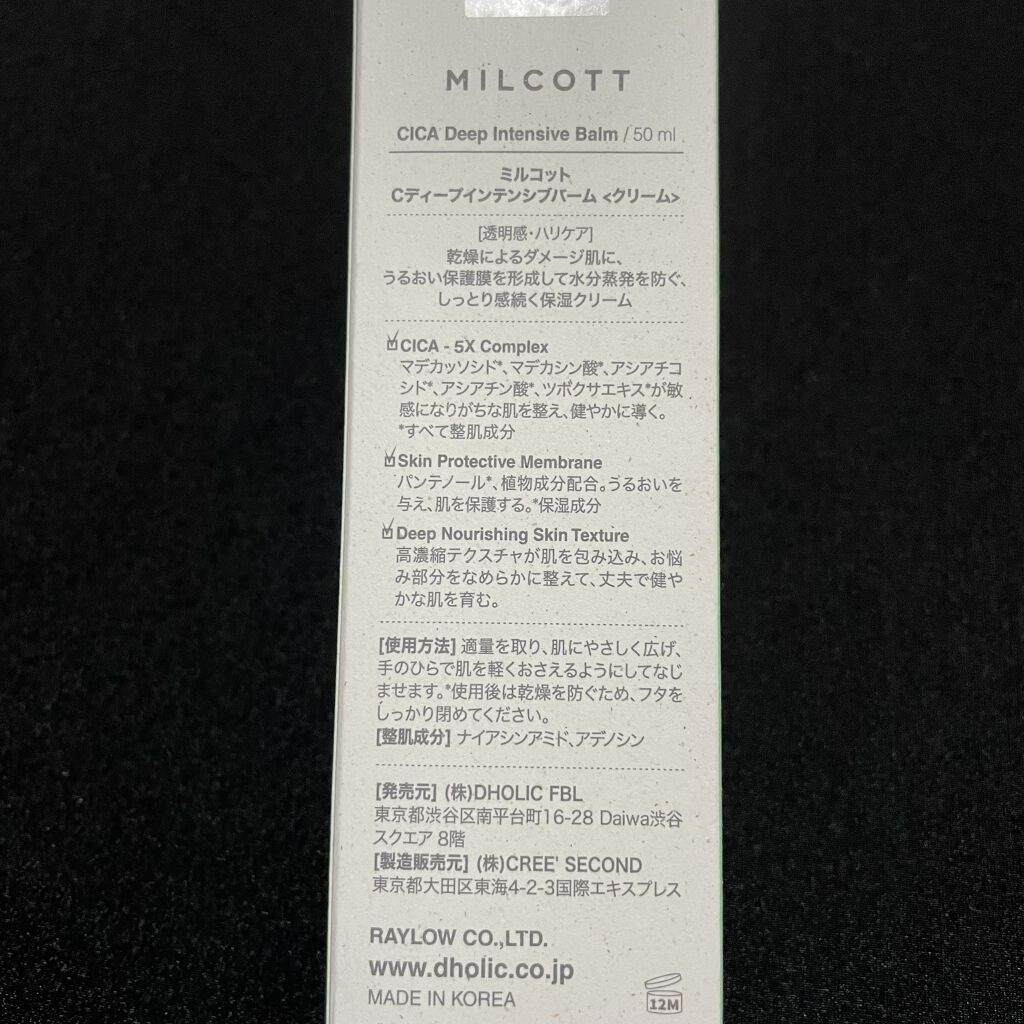 MILCOTT
CICA Deep Intensive Balm / 50 ml
ミルコット
Cディープインテンシブバーム <クリーム>
[透明感・ハリケア]
乾燥によるダメージ肌に、
うるおい保護膜を形成して水分蒸発を防ぐ、
しっとり感続く保湿クリーム
CICA - 5X Complex
マデカッソシド*、マデカシン酸*、アシアチコ
シド*、アシアチン酸*、ツボクサエキス*が敏
感になりがちな肌を整え、健やかに導く。
*すべて整肌成分
Skin Protective Membrane
パンテノール*、植物成分配合。うるおいを
与え、肌を保護する。*保湿成分
Deep Nourishing Skin Texture
高濃縮テクスチャが肌を包み込み、お悩
み部分をなめらかに整えて、丈夫で健や
かな肌を育む。
[使用方法] 適量を取り、肌にやさしく広げ、
手のひらで肌を軽くおさえるようにしてなじ
ませます。*使用後は乾燥を防ぐため、フタを
しっかり閉めてください。
[整肌成分] ナイアシンアミド、アデノシン
[発売元] (株)DHOLIC FBL
東京都渋谷区南平台町16-28 Daiwa渋谷
スクエア 8階
[製造販売元] (株)CREE' SECOND
東京都大田区東海4-2-3国際エキスプレス
RAYLOW CO.,LTD.
www.dholic.co.jp
MADE IN KOREA
12M